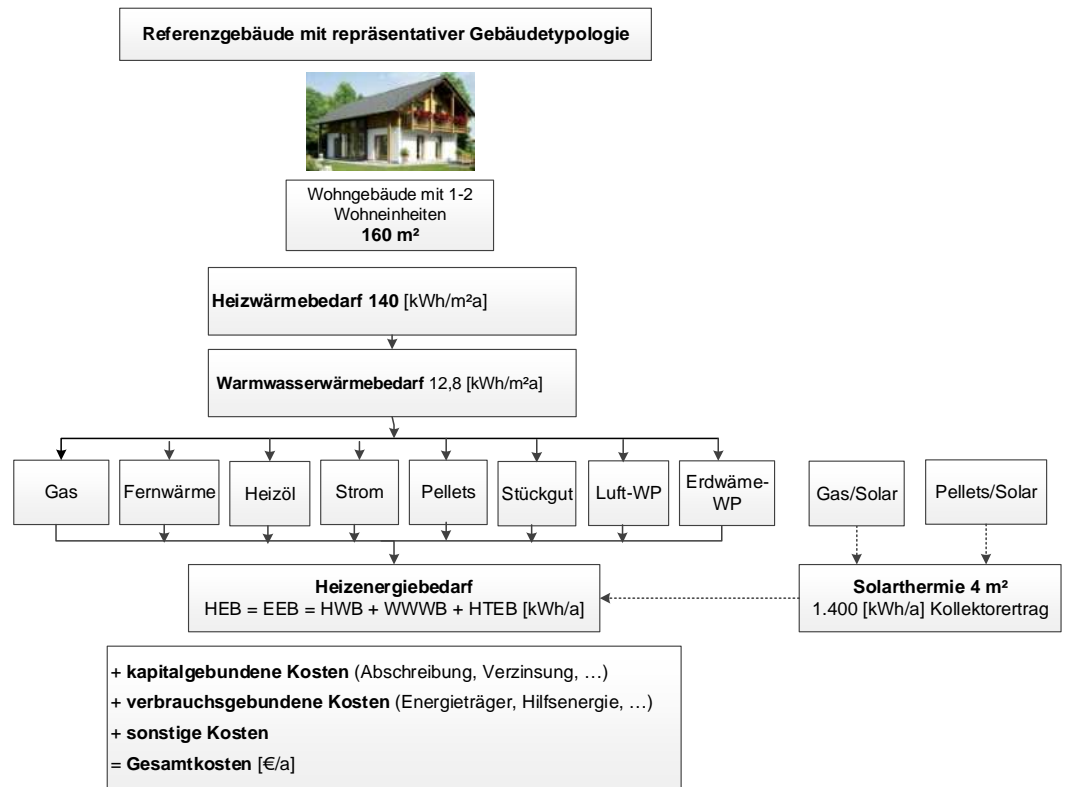 Referenzgebäude mit repräsentativer Gebäudetypologie
Wohngebäude mit 1-2
Wohneinheiten
160 m²
Heizwärmebedarf 140 [kWh/m²a]
Warmwasserwärmebedarf 12,8 [kWh/m²a]
Gas
Fernwärme
Heizöl
Strom
Pellets
Stückgut
Luft-WP
Erdwäme-
WP
Gas/Solar
Pellets/Solar
Heizenergiebedarf
HEB = EEB = HWB + WWWB + HTEB [kWh/a]
Solarthermie 4 m²
1.400 [kWh/a] Kollektorertrag
+ kapitalgebundene Kosten (Abschreibung, Verzinsung, …)
+ verbrauchsgebundene Kosten (Energieträger, Hilfsenergie, …)
+ sonstige Kosten
= Gesamtkosten [€/a]